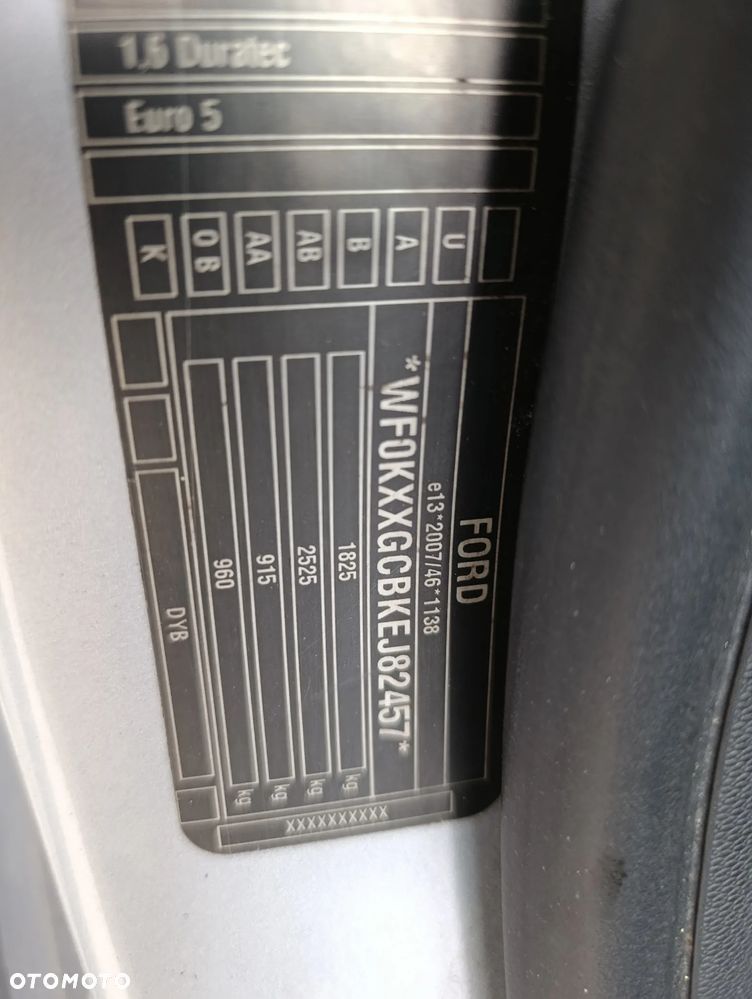 FORD
e13*2007/46*1138
*WF0KXXGCBKEJ82457*
1825 kg
2525 kg
915 kg
960 kg
DYB
XXXXXXXXXX
U
A
B
AB
AA
0 B
K
1,6 Duratec
Euro 5
OTOMOTO